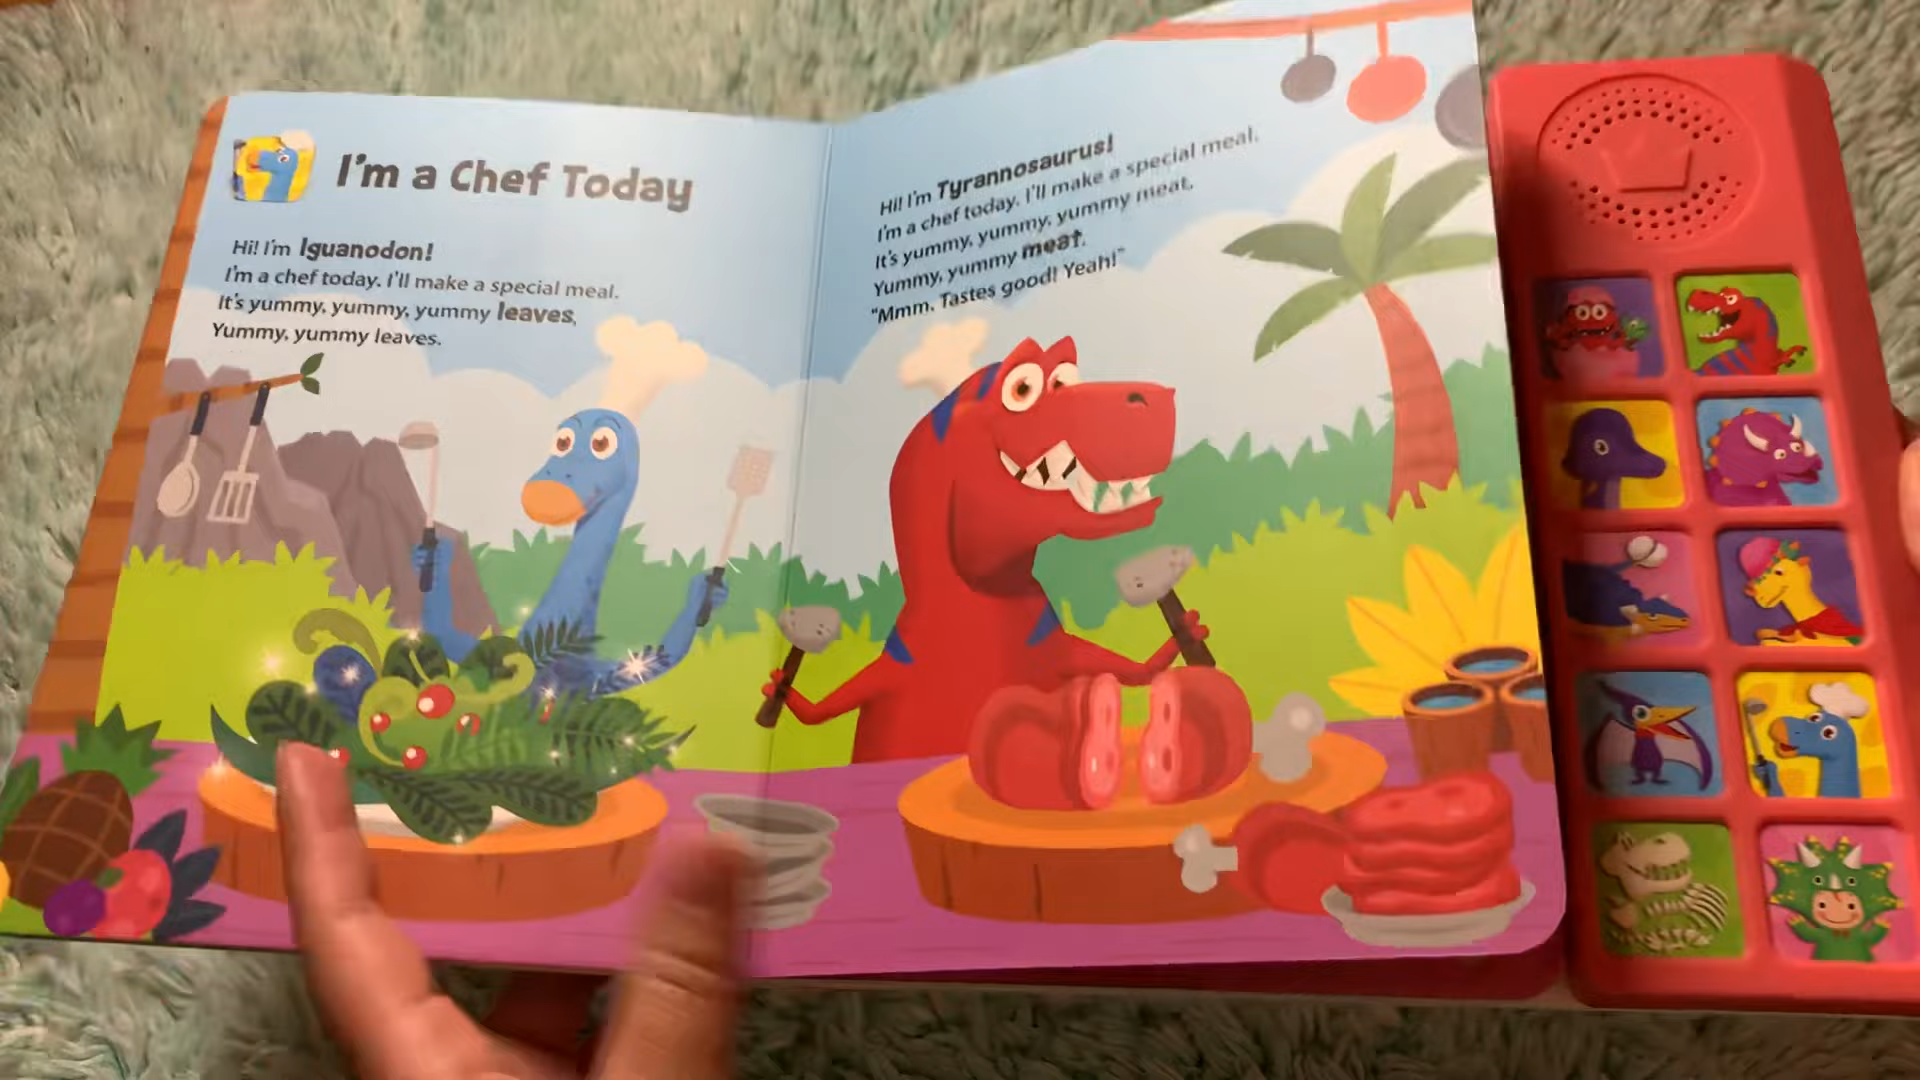 I'm a Chef Today
Hi! I'm Iguanodon!
I'm a chef today. I'll make a special meal.
It's yummy, yummy, yummy leaves,
Yummy, yummy leaves.
Hi! I'm Tyrannosaurus!
I'm a chef today. I'll make a special meal.
It's yummy, yummy, yummy meat,
Yummy, yummy meat.
"Mmm. Tastes good! Yeah!"